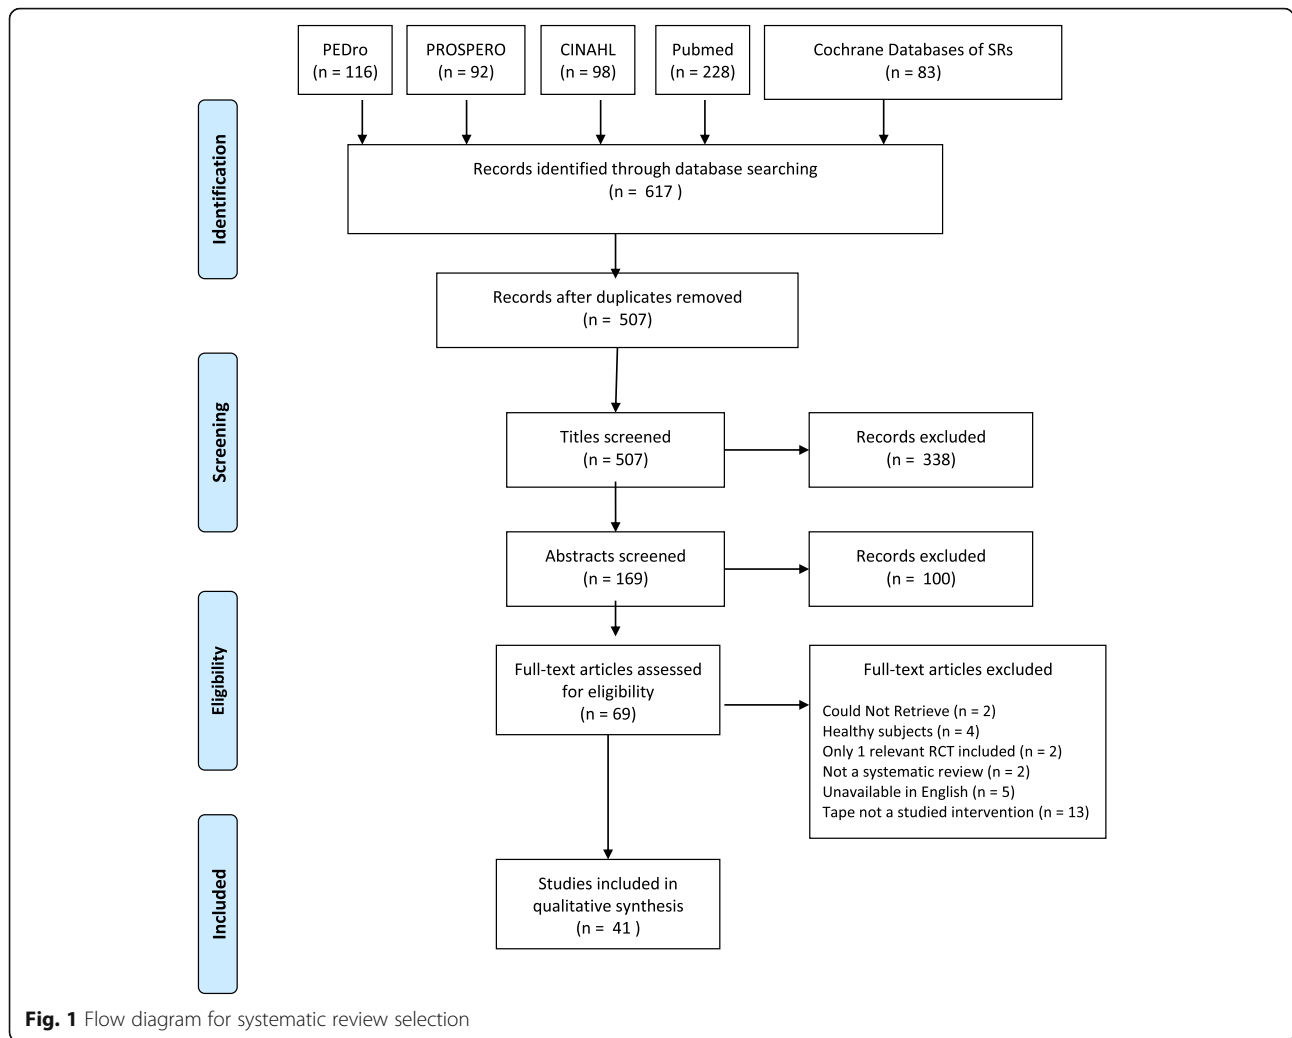 PEDro
(n = 116)
PROSPERO
(n = 92)
CINAHL
(n = 98)
Pubmed
(n = 228)
Cochrane Databases of SRs
(n = 83)
Identification
Records identified through database searching
(n = 617 )
Records after duplicates removed
(n = 507)
Screening
Titles screened
(n = 507)
Records excluded
(n = 338)
Abstracts screened
(n = 169)
Records excluded
(n = 100)
Eligibility
Full-text articles assessed
for eligibility
(n = 69)
Full-text articles excluded
Could Not Retrieve (n = 2)
Healthy subjects (n = 4)
Only 1 relevant RCT included (n = 2)
Not a systematic review (n = 2)
Unavailable in English (n = 5)
Tape not a studied intervention (n = 13)
Included
Studies included in
qualitative synthesis
(n = 41 )
Fig. 1 Flow diagram for systematic review selection